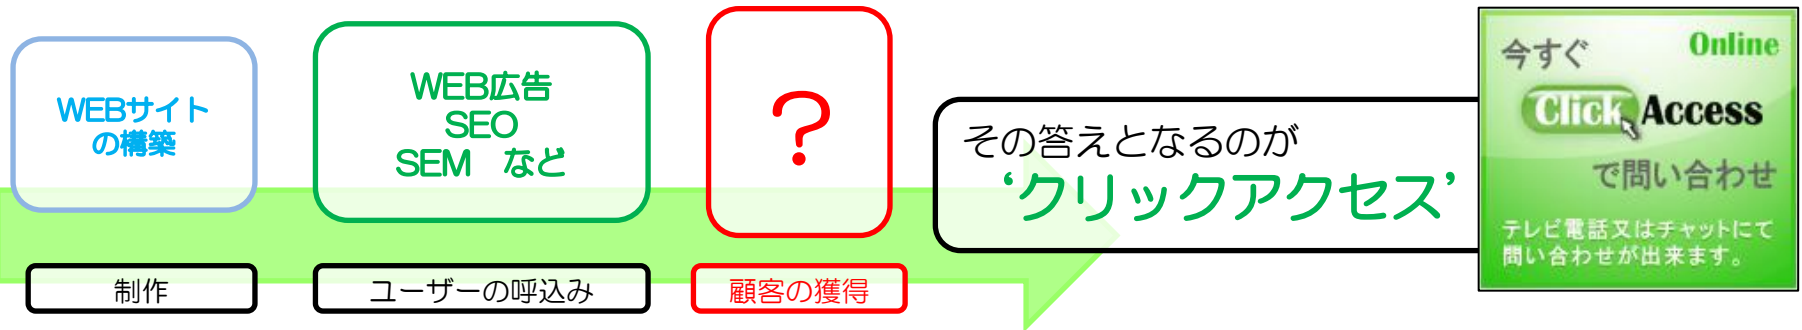 WEBサイト
の構築
WEB広告
SEO
SEM　など
？
その答えとなるのが
‘クリックアクセス’
今すぐ
Online
Click Access
で問い合わせ
テレビ電話又はチャットにて
問い合わせが出来ます。
制作
ユーザーの呼込み
顧客の獲得